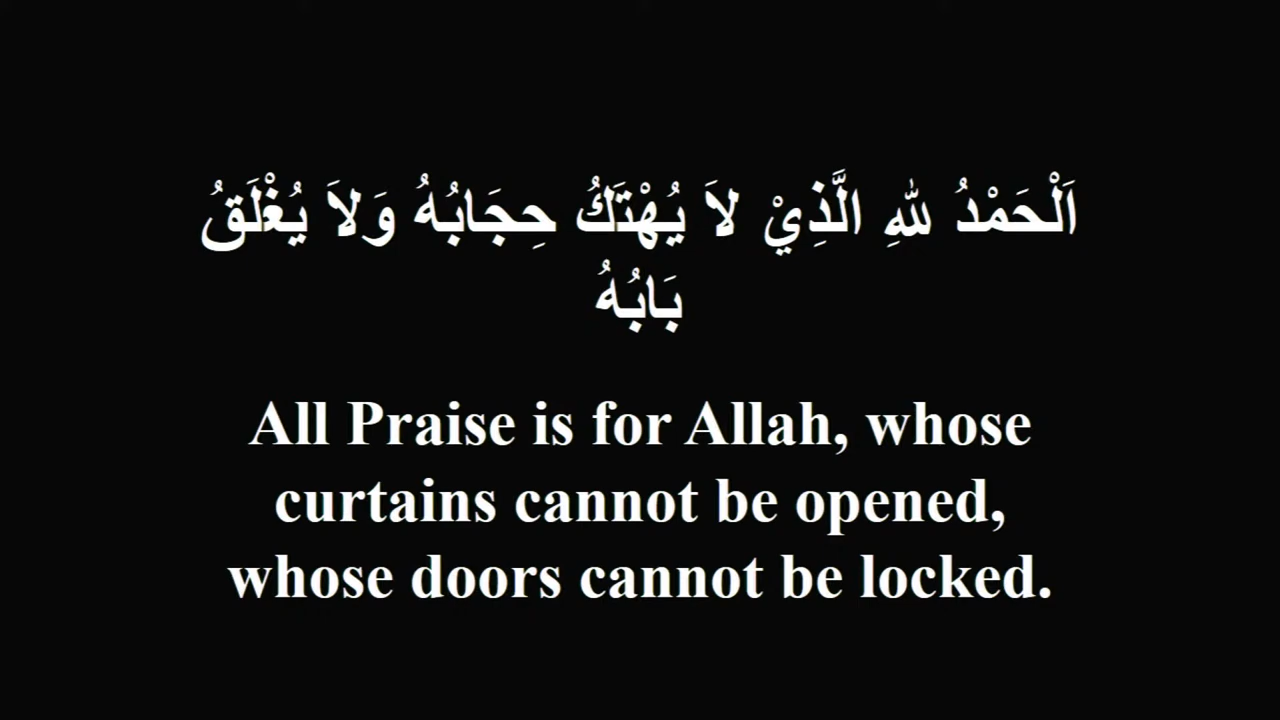 اَلْحَمْدُ للهِ الَّذِيْ لاَ يُهْتَكُ حِجَابُهُ وَلاَ يُغْلَقُ
بَابُهُ
All Praise is for Allah, whose
curtains cannot be opened,
whose doors cannot be locked.